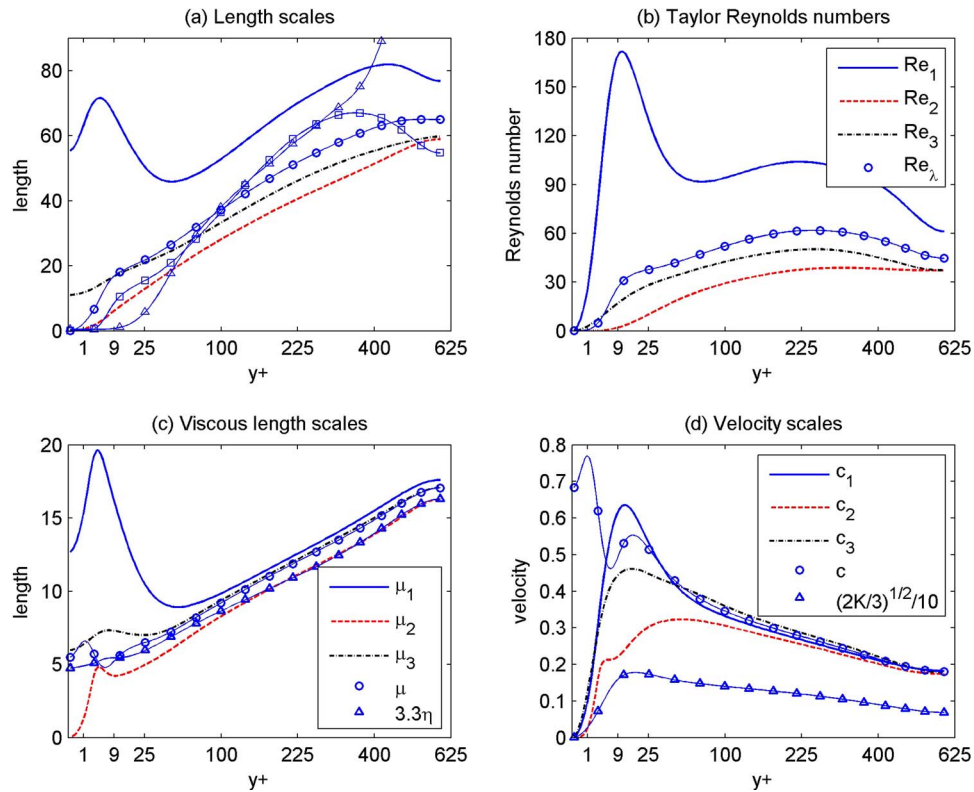 (a) Length scales
length
80
60
40
20
0
1 9 25 100 225 400 625
y+
(b) Taylor Reynolds numbers
Reynolds number
180
150
120
90
60
30
0
Re1
Re2
Re3
Reλ
1 9 25 100 225 400 625
y+
(c) Viscous length scales
length
20
15
10
5
0
μ1
μ2
μ3
μ
3.3η
1 9 25 100 225 400 625
y+
(d) Velocity scales
velocity
0.8
0.7
0.6
0.5
0.4
0.3
0.2
0.1
0
c1
c2
c3
c
(2K/3)^1/2/10
1 9 25 100 225 400 625
y+